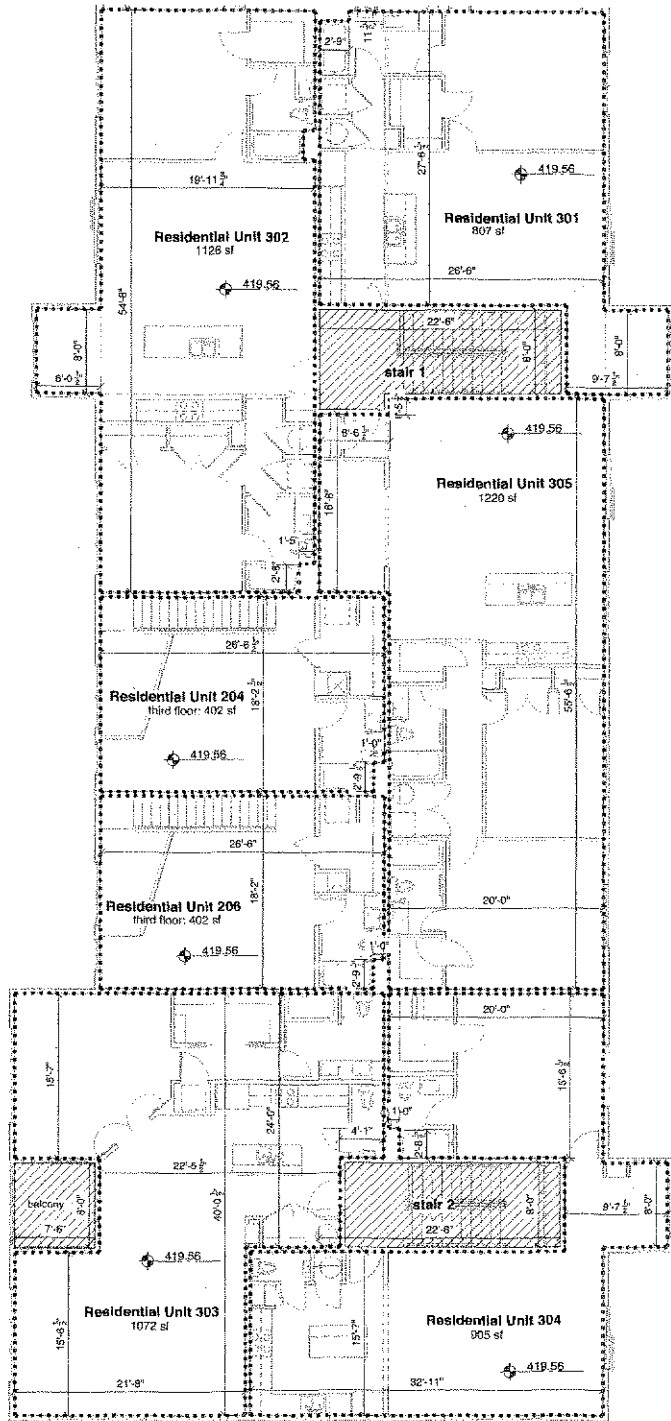 2'-9"
419.56
27'-6 1/2"
19'-11 3/4"
Residential Unit 302
1126 sf
Residential Unit 301
807 sf
419.56
26'-6"
54'-8"
22'-6"
8'-0"
8'-0"
8'-0"
stair 1
9'-7 1/2"
419.56
16'-8"
Residential Unit 305
1220 sf
1'-5"
2'-8"
26'-6 1/2"
18'-2 1/2"
Residential Unit 204
third floor: 402 sf
55'-6 1/2"
419.56
1'-0"
2'-9 1/2"
26'-6"
18'-2"
Residential Unit 206
third floor: 402 sf
20'-0"
419.56
1'-0"
2'-9 1/2"
20'-0"
15'-7"
15'-6 1/2"
24'-0"
1'-0"
4'-1"
2'-8 1/2"
22'-5 1/2"
balcony
6'-0"
7'-6"
40'-0 1/2"
stair 2
22'-6"
8'-0"
9'-7 1/2"
8'-0"
419.56
Residential Unit 303
1072 sf
15'-6 1/2"
15'-7"
Residential Unit 304
905 sf
419.56
21'-8"
32'-11"